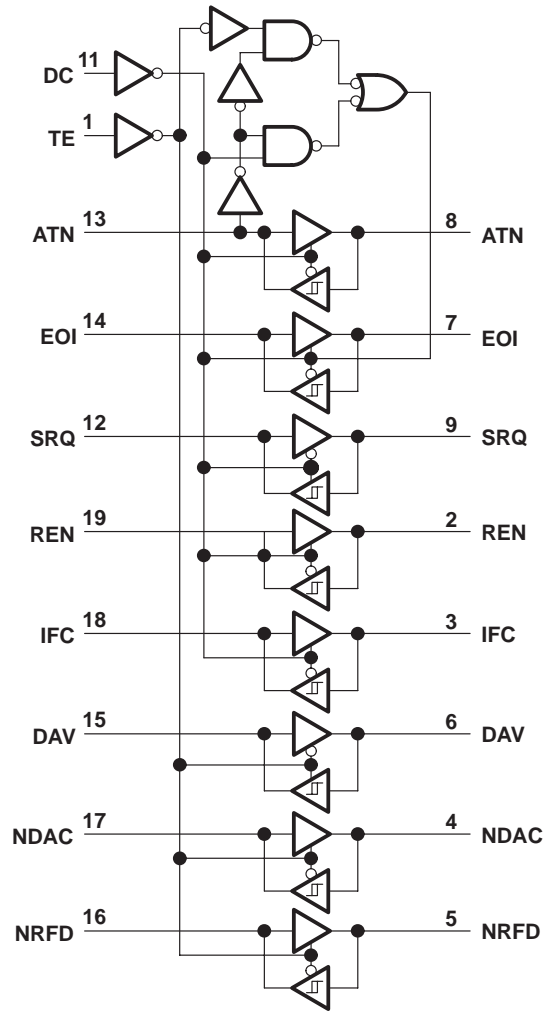 11
DC
1
TE
13
ATN
8
ATN
14
EOI
7
EOI
12
SRQ
9
SRQ
19
REN
2
REN
18
IFC
3
IFC
15
DAV
6
DAV
17
NDAC
4
NDAC
16
NRFD
5
NRFD